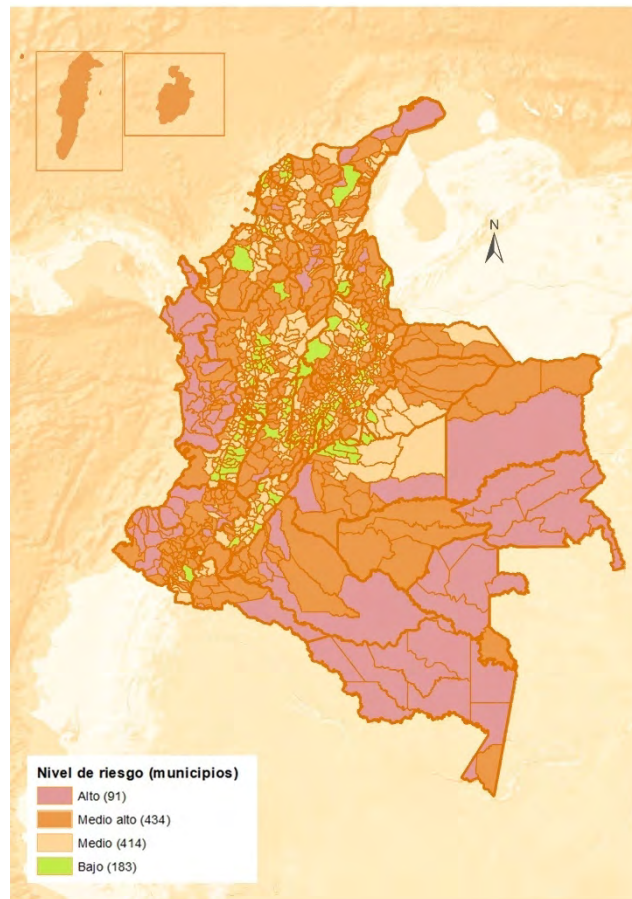 N
Nivel de riesgo (municipios)
Alto (91)
Medio alto (434)
Medio (414)
Bajo (183)